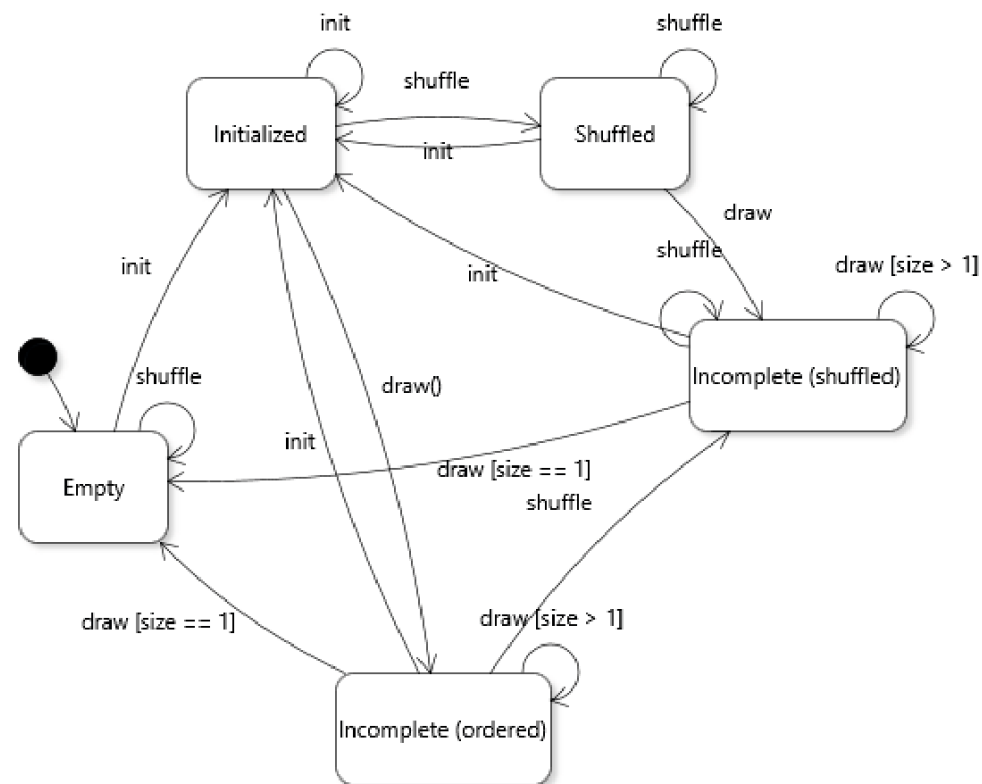 init
shuffle
shuffle
Initialized
Shuffled
init
draw
shuffle
draw [size > 1]
init
init
shuffle
draw()
Incomplete (shuffled)
init
draw [size == 1]
Empty
shuffle
draw [size == 1]
draw [size > 1]
Incomplete (ordered)